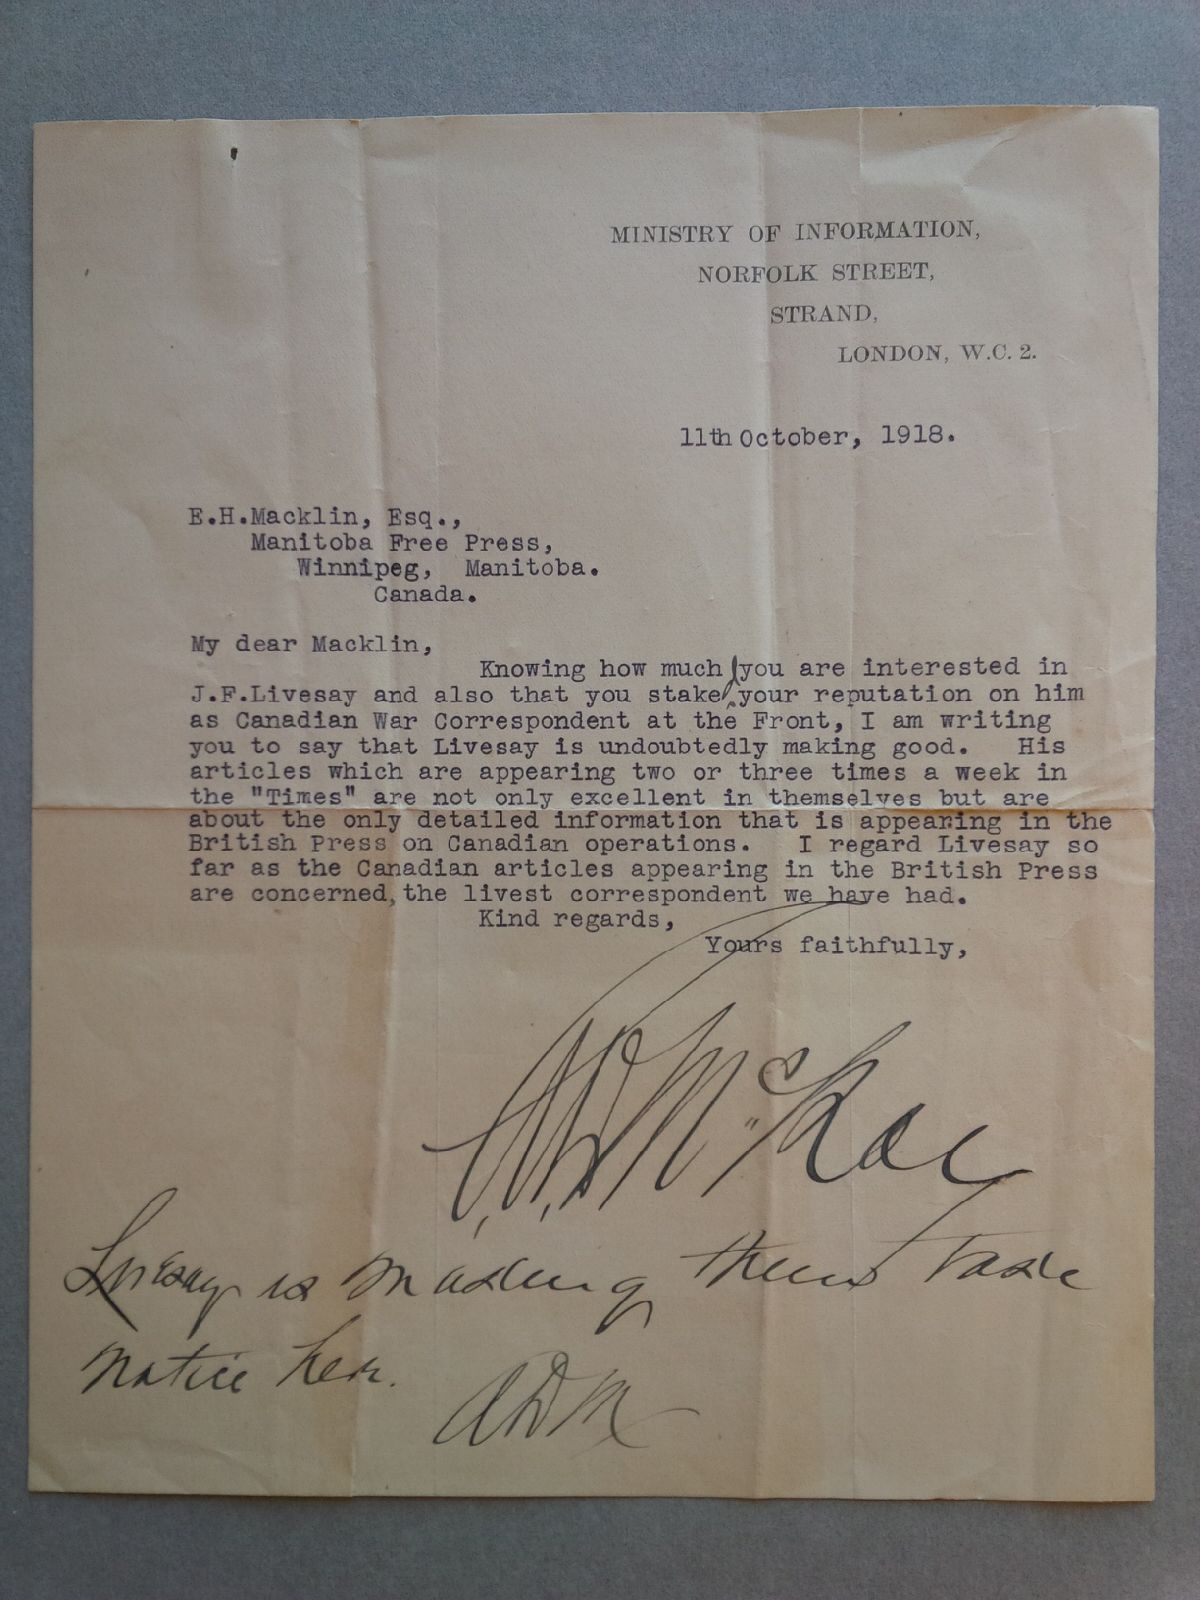 MINISTRY OF INFORMATION,
NORFOLK STREET,
STRAND,
LONDON, W.C. 2.
11th October, 1918.
E.H.Macklin, Esq.,
Manitoba Free Press,
Winnipeg, Manitoba.
Canada.
My dear Macklin,
Knowing how much you are interested in
J.F.Livesay and also that you stake your reputation on him
as Canadian War Correspondent at the Front, I am writing
you to say that Livesay is undoubtedly making good. His
articles which are appearing two or three times a week in
the "Times" are not only excellent in themselves but are
about the only detailed information that is appearing in the
British Press on Canadian operations. I regard Livesay so
far as the Canadian articles appearing in the British Press
are concerned, the livest correspondent we have had.
Kind regards,
Yours faithfully,
McKay
Livesay is making them take
notice here.
ADM